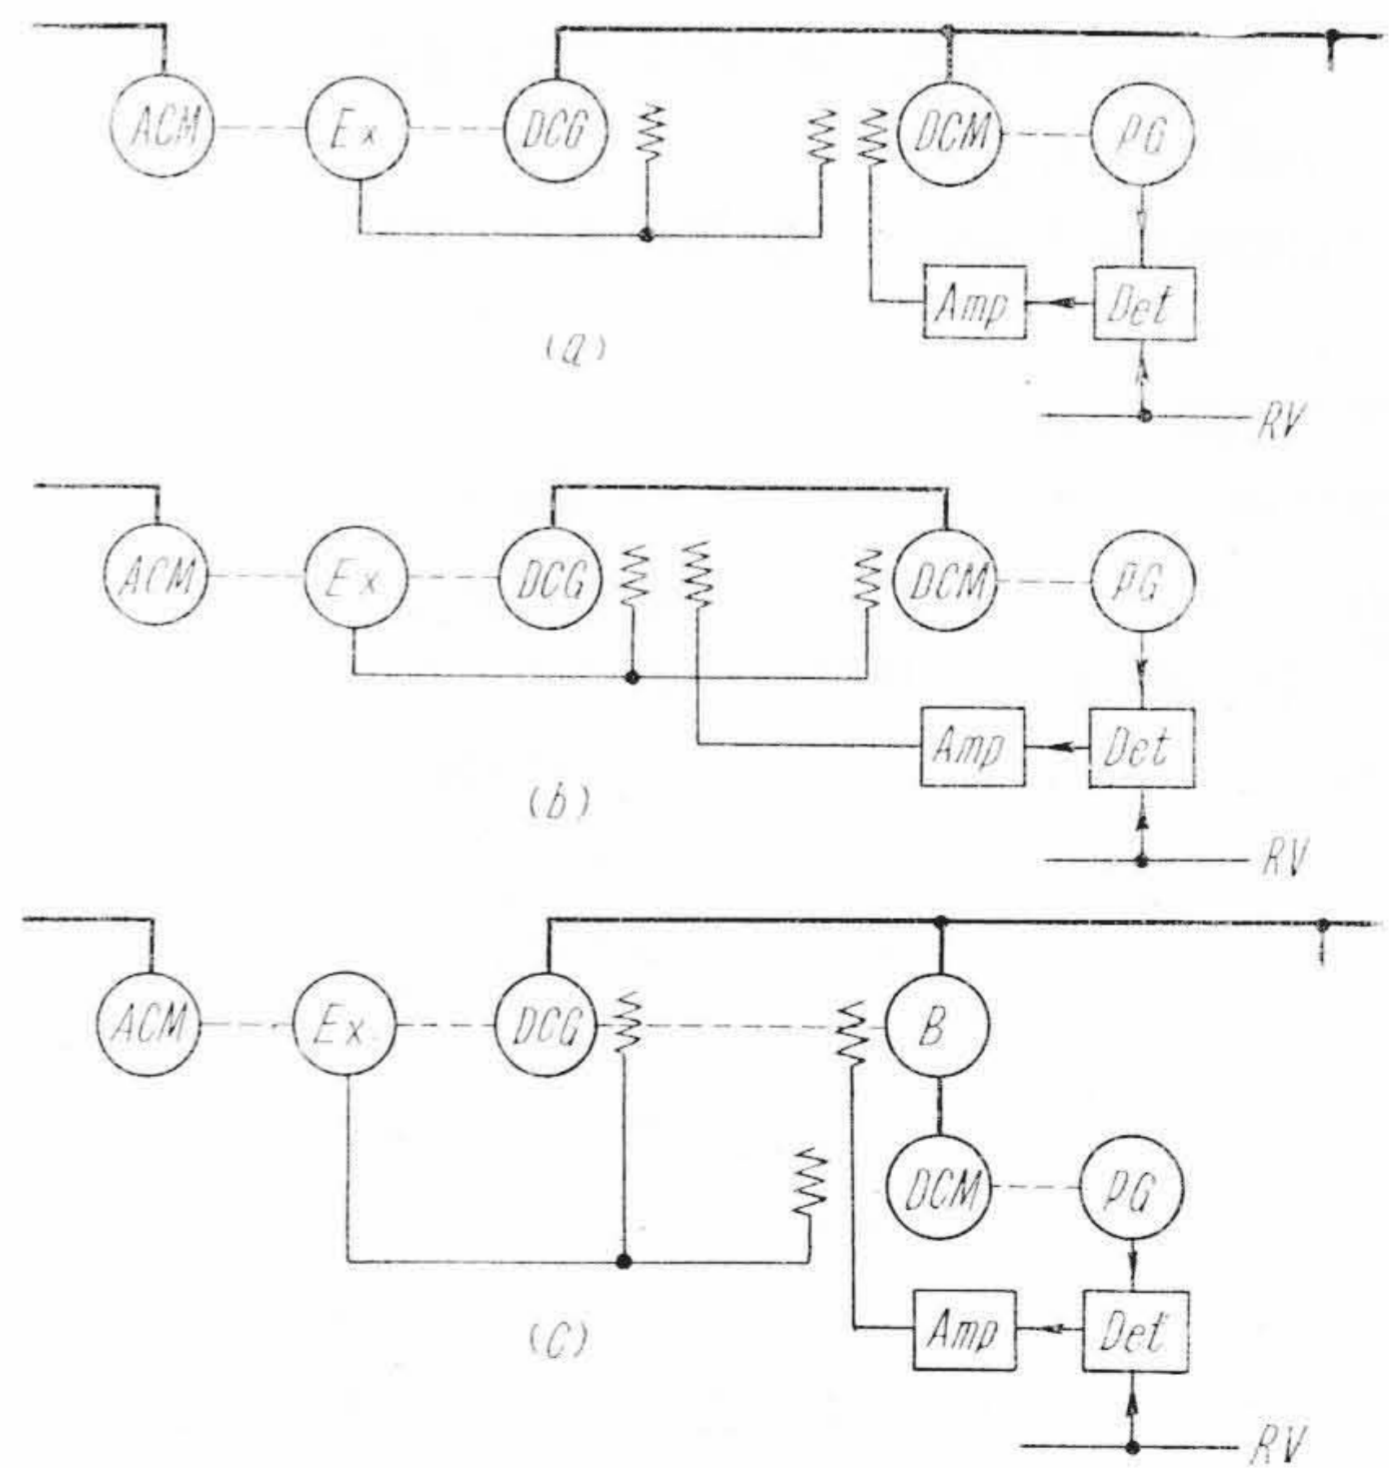 ACM Ex DCG DCM PG
Amp Det
(a)
RV
ACM Ex DCG DCM PG
Amp Det
(b)
RV
ACM Ex DCG B
DCM PG
Amp Det
(c)
RV